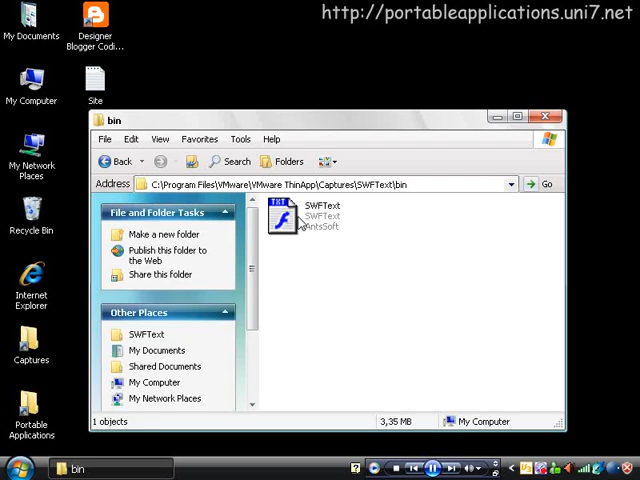 http://portableapplications.uni7.net
My Documents
Designer
Blogger Codi...
My Computer
Site
My Network
Places
Recycle Bin
Internet
Explorer
Captures
Portable
Applications
bin
File Edit View Favorites Tools Help
Back Search Folders
Address C:\Program Files\VMware\VMware ThinApp\Captures\SWFText\bin Go
File and Folder Tasks
Make a new folder
Publish this folder to
the Web
Share this folder
Other Places
SWFText
My Documents
Shared Documents
My Computer
My Network Places
TXT
SWFText
SWFText
AntsSoft
1 objects 3,35 MB My Computer
bin